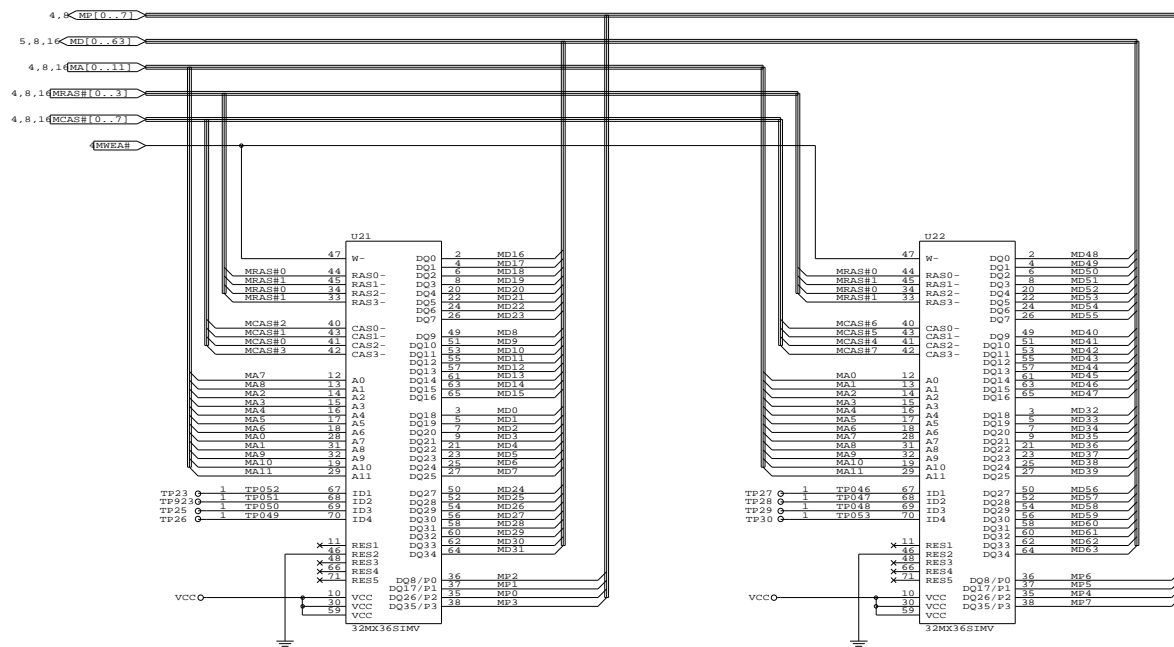 4,8 MP[0..7]
5,8,16 MD[0..63]
4,8,16 MA[0..11]
4,8,16 MRAS#[0..3]
4,8,16 MCAS#[0..7]
4 MWEA#
U21
47 W-
MRAS#0 44 RAS0-
MRAS#1 45 RAS1-
MRAS#0 34 RAS2-
MRAS#1 33 RAS3-
MCAS#2 40 CAS0-
MCAS#1 43 CAS1-
MCAS#0 41 CAS2-
MCAS#3 42 CAS3-
MA7 12 A0
MA8 13 A1
MA2 14 A2
MA3 15 A3
MA4 16 A4
MA5 17 A5
MA6 18 A6
MA0 28 A7
MA1 31 A8
MA9 32 A9
MA10 19 A10
MA11 29 A11
TP23 1 TP052 67 ID1
TP923 1 TP051 68 ID2
TP25 1 TP050 69 ID3
TP26 1 TP049 70 ID4
11 RES1
46 RES2
48 RES3
66 RES4
71 RES5
VCC 10 VCC
30 VCC
59 VCC
DQ0 2 MD16
DQ1 4 MD17
DQ2 6 MD18
DQ3 8 MD19
DQ4 20 MD20
DQ5 22 MD21
DQ6 24 MD22
DQ7 26 MD23
DQ9 49 MD8
DQ10 51 MD9
DQ11 53 MD10
DQ12 55 MD11
DQ13 57 MD12
DQ14 61 MD13
DQ15 63 MD14
DQ16 65 MD15
DQ18 3 MD0
DQ19 5 MD1
DQ20 7 MD2
DQ21 9 MD3
DQ22 21 MD4
DQ23 23 MD5
DQ24 25 MD6
DQ25 27 MD7
DQ27 50 MD24
DQ28 52 MD25
DQ29 54 MD26
DQ30 56 MD27
DQ31 58 MD28
DQ32 60 MD29
DQ33 62 MD30
DQ34 64 MD31
DQ8/P0 36 MP2
DQ17/P1 37 MP1
DQ26/P2 35 MP0
DQ35/P3 38 MP3
32MX36SIMV
U22
47 W-
MRAS#0 44 RAS0-
MRAS#1 45 RAS1-
MRAS#0 34 RAS2-
MRAS#1 33 RAS3-
MCAS#6 40 CAS0-
MCAS#5 43 CAS1-
MCAS#4 41 CAS2-
MCAS#7 42 CAS3-
MA0 12 A0
MA1 13 A1
MA2 14 A2
MA3 15 A3
MA4 16 A4
MA5 17 A5
MA6 18 A6
MA7 28 A7
MA8 31 A8
MA9 32 A9
MA10 19 A10
MA11 29 A11
TP27 1 TP046 67 ID1
TP28 1 TP047 68 ID2
TP29 1 TP048 69 ID3
TP30 1 TP053 70 ID4
11 RES1
46 RES2
48 RES3
66 RES4
71 RES5
VCC 10 VCC
30 VCC
59 VCC
DQ0 2 MD48
DQ1 4 MD49
DQ2 6 MD50
DQ3 8 MD51
DQ4 20 MD52
DQ5 22 MD53
DQ6 24 MD54
DQ7 26 MD55
DQ9 49 MD40
DQ10 51 MD41
DQ11 53 MD42
DQ12 55 MD43
DQ13 57 MD44
DQ14 61 MD45
DQ15 63 MD46
DQ16 65 MD47
DQ18 3 MD32
DQ19 5 MD33
DQ20 7 MD34
DQ21 9 MD35
DQ22 21 MD36
DQ23 23 MD37
DQ24 25 MD38
DQ25 27 MD39
DQ27 50 MD56
DQ28 52 MD57
DQ29 54 MD58
DQ30 56 MD59
DQ31 58 MD60
DQ32 60 MD61
DQ33 62 MD62
DQ34 64 MD63
DQ8/P0 36 MP6
DQ17/P1 37 MP5
DQ26/P2 35 MP4
DQ35/P3 38 MP7
32MX36SIMV